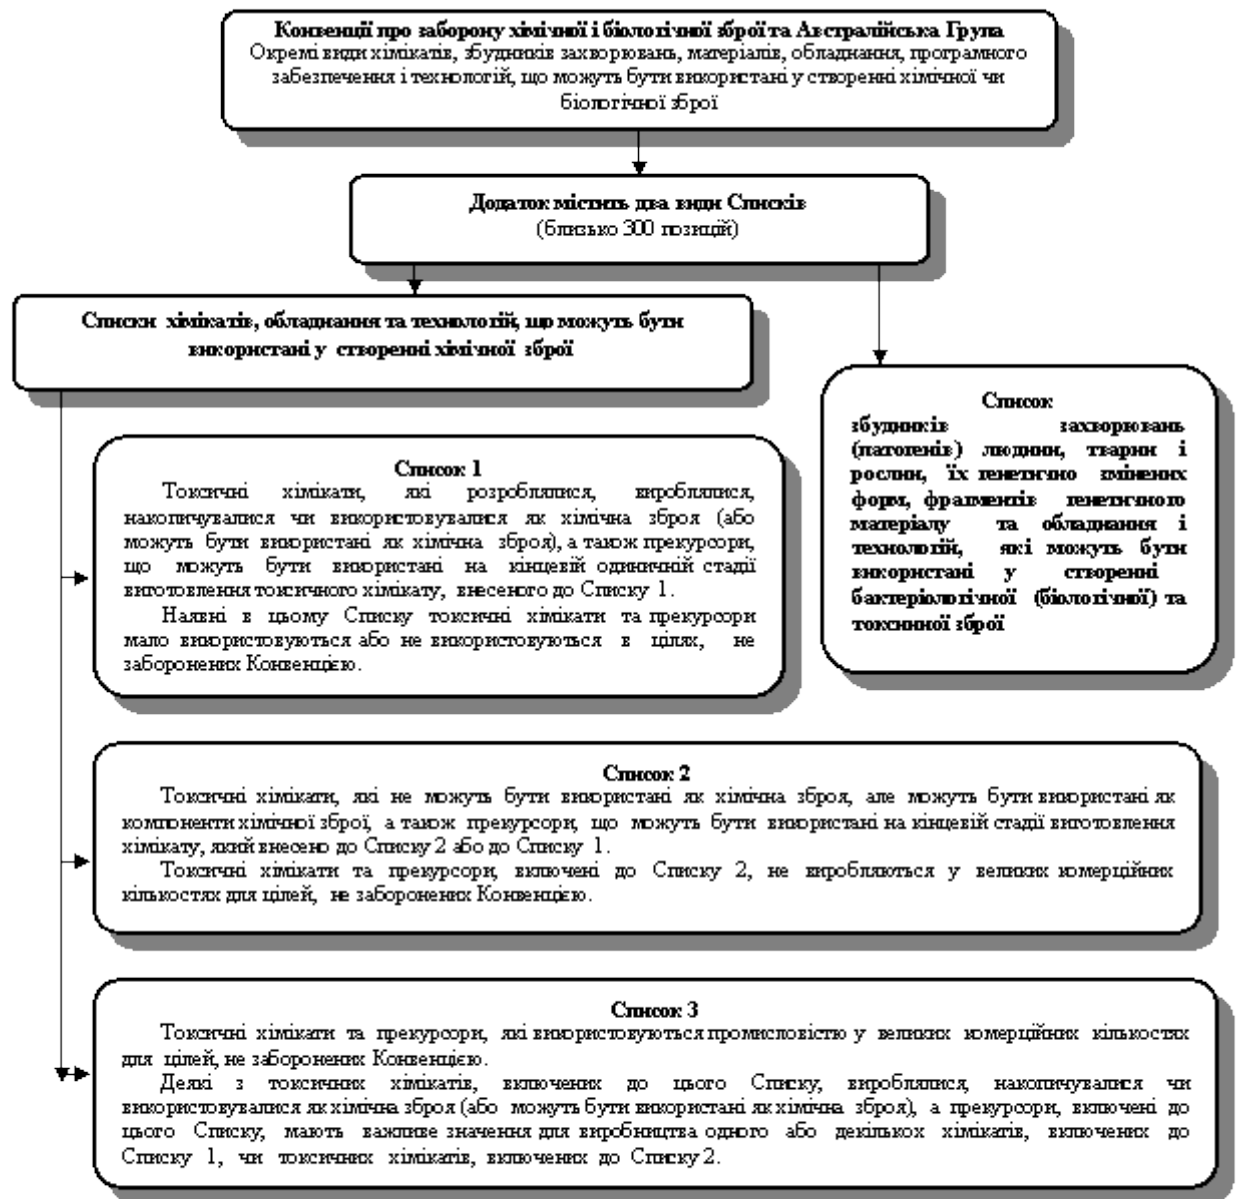 Конвенції про заборону хімічної і біологічної зброї та Австралійська Група
Окремі види хімікатів, збудників захворювань, матеріалів, обладнання, програмного
забезпечення і технологій, що можуть бути використані у створенні хімічної чи
біологічної зброї
Додаток містить два види Списків
(близько 300 позицій)
Списки хімікатів, обладнання та технологій, що можуть бути
використані у створенні хімічної зброї
Список
збудників захворювань
(патогенів) людини, тварин і
рослин, їх генетично змінених
форм, фрагментів генетичного
матеріалу та обладнання і
технологій, які можуть бути
використані у створенні
бактеріологічної (біологічної) та
токсинної зброї
Список 1
Токсичні хімікати, які розроблялися, вироблялися,
накопичувалися чи використовувалися як хімічна зброя (або
можуть бути використані як хімічна зброя), а також прекурсори,
що можуть бути використані на кінцевій одиничній стадії
виготовлення токсичного хімікату, внесеного до Списку 1.
Наявні в цьому Списку токсичні хімікати та прекурсори
мало використовуються або не використовуються в цілях, не
заборонених Конвенцією.
Список 2
Токсичні хімікати, які не можуть бути використані як хімічна зброя, але можуть бути використані як
компоненти хімічної зброї, а також прекурсори, що можуть бути використані на кінцевій стадії виготовлення
хімікату, який внесено до Списку 2 або до Списку 1.
Токсичні хімікати та прекурсори, включені до Списку 2, не виробляються у великих комерційних
кількостях для цілей, не заборонених Конвенцією.
Список 3
Токсичні хімікати та прекурсори, які використовуються промисловістю у великих комерційних кількостях
для цілей, не заборонених Конвенцією.
Деякі з токсичних хімікатів, включених до цього Списку, вироблялися, накопичувалися чи
використовувалися як хімічна зброя (або можуть бути використані як хімічна зброя), а прекурсори, включені до
цього Списку, мають важливе значення для виробництва одного або декількох хімікатів, включених до
Списку 1, чи токсичних хімікатів, включених до Списку 2.